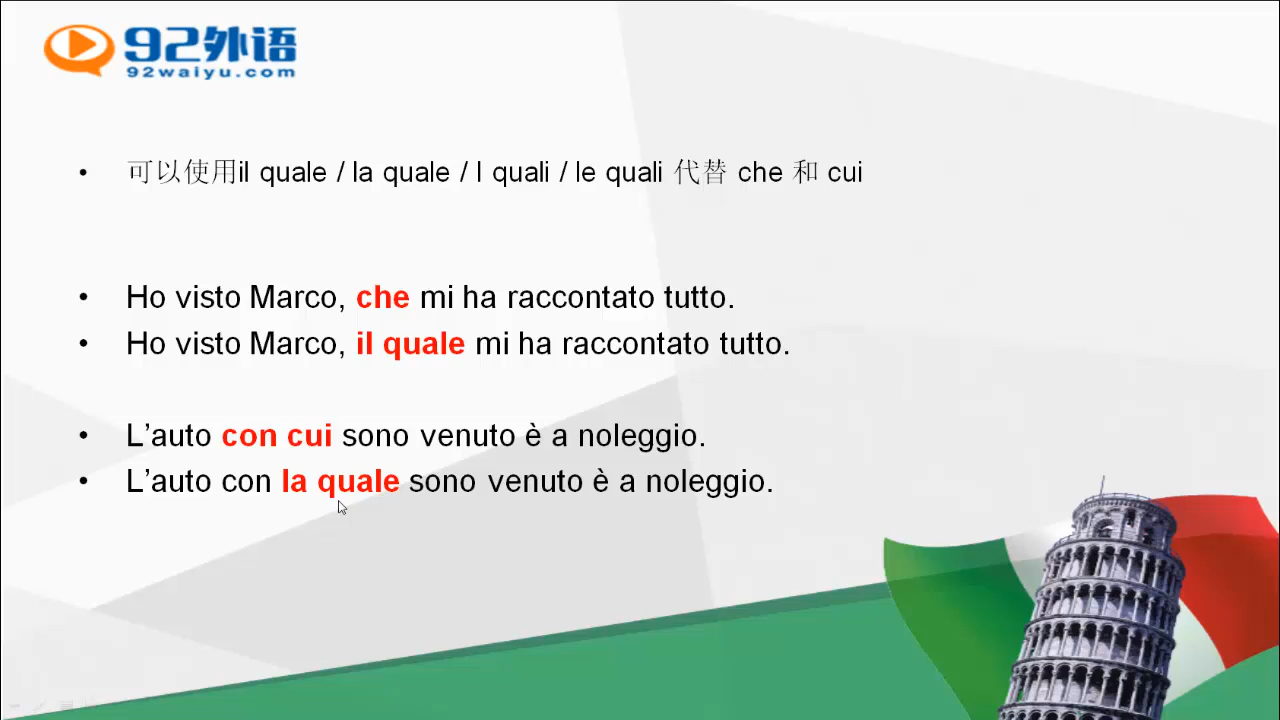 92外语
92waiyu.com
• 可以使用il quale / la quale / I quali / le quali 代替 che 和 cui
• Ho visto Marco, che mi ha raccontato tutto.
• Ho visto Marco, il quale mi ha raccontato tutto.
• L’auto con cui sono venuto è a noleggio.
• L’auto con la quale sono venuto è a noleggio.